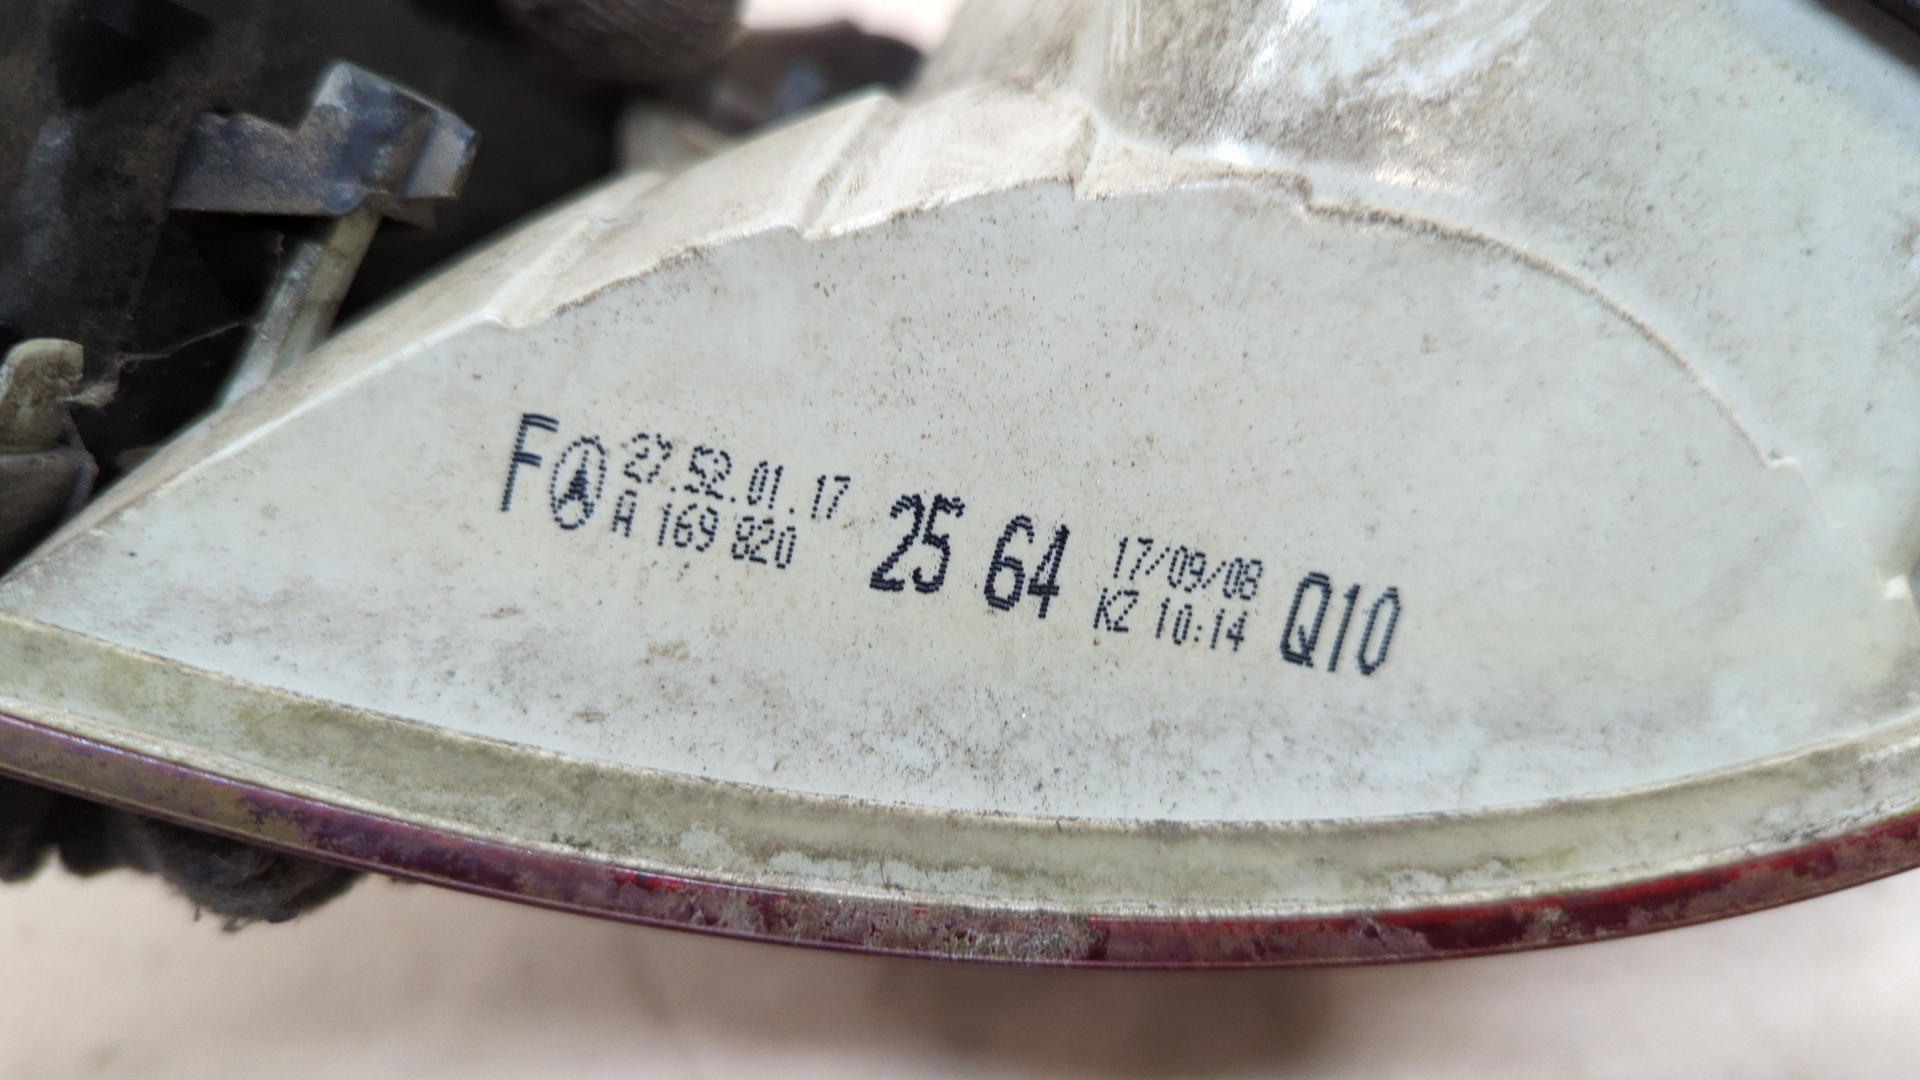 F 27.52.01.17 25 64 17/09/08 Q10
A 169 820 KZ 10:14